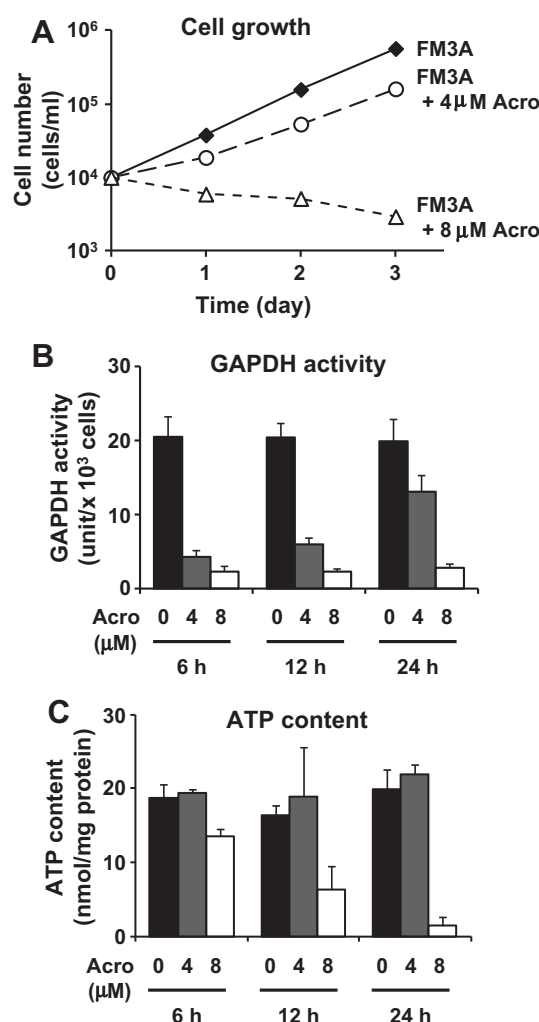 A
Cell growth
10⁶
10⁵
10⁴
10³
Cell number
(cells/ml)
FM3A
FM3A
+ 4μM Acro
FM3A
+ 8 μM Acro
0 1 2 3
Time (day)
B
GAPDH activity
30
20
10
0
GAPDH activity
(unit/x 10³ cells)
Acro 0 4 8 0 4 8 0 4 8
(μM)
6 h 12 h 24 h
C
ATP content
30
20
10
0
ATP content
(nmol/mg protein)
Acro 0 4 8 0 4 8 0 4 8
(μM)
6 h 12 h 24 h